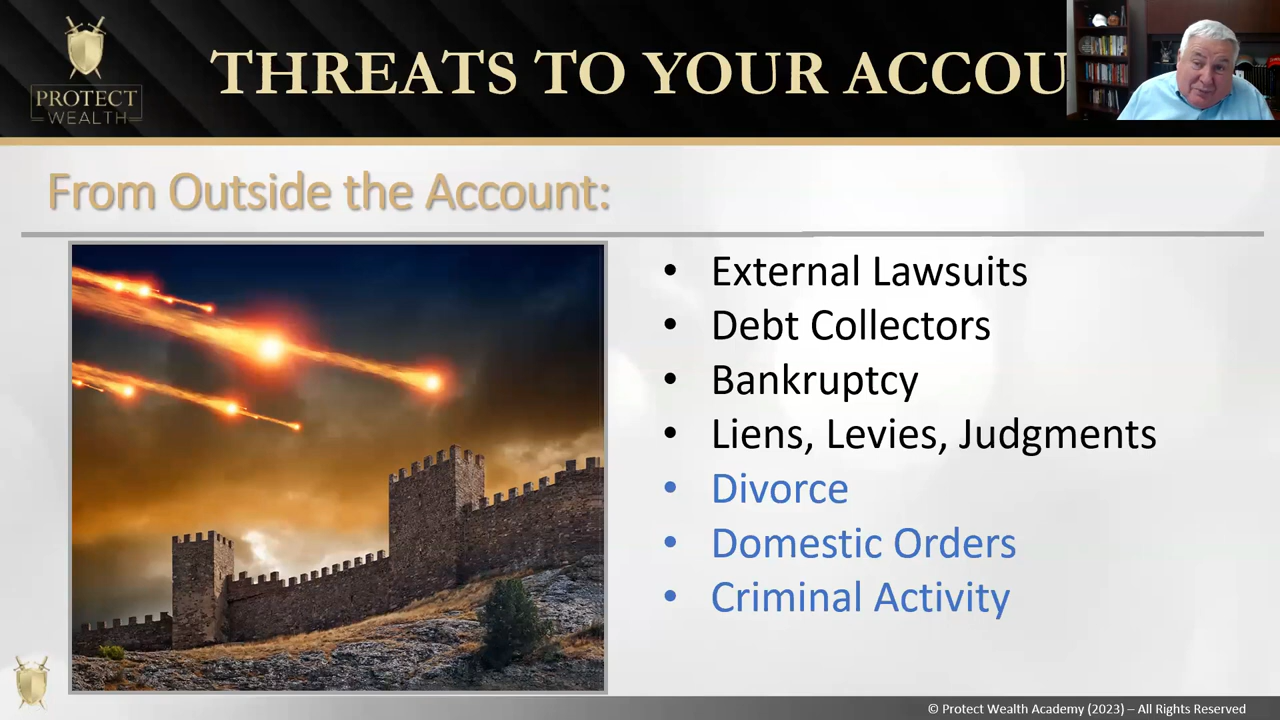 THREATS TO YOUR ACCOU
PROTECT
WEALTH
From Outside the Account:
• External Lawsuits
• Debt Collectors
• Bankruptcy
• Liens, Levies, Judgments
• Divorce
• Domestic Orders
• Criminal Activity
© Protect Wealth Academy (2023) – All Rights Reserved